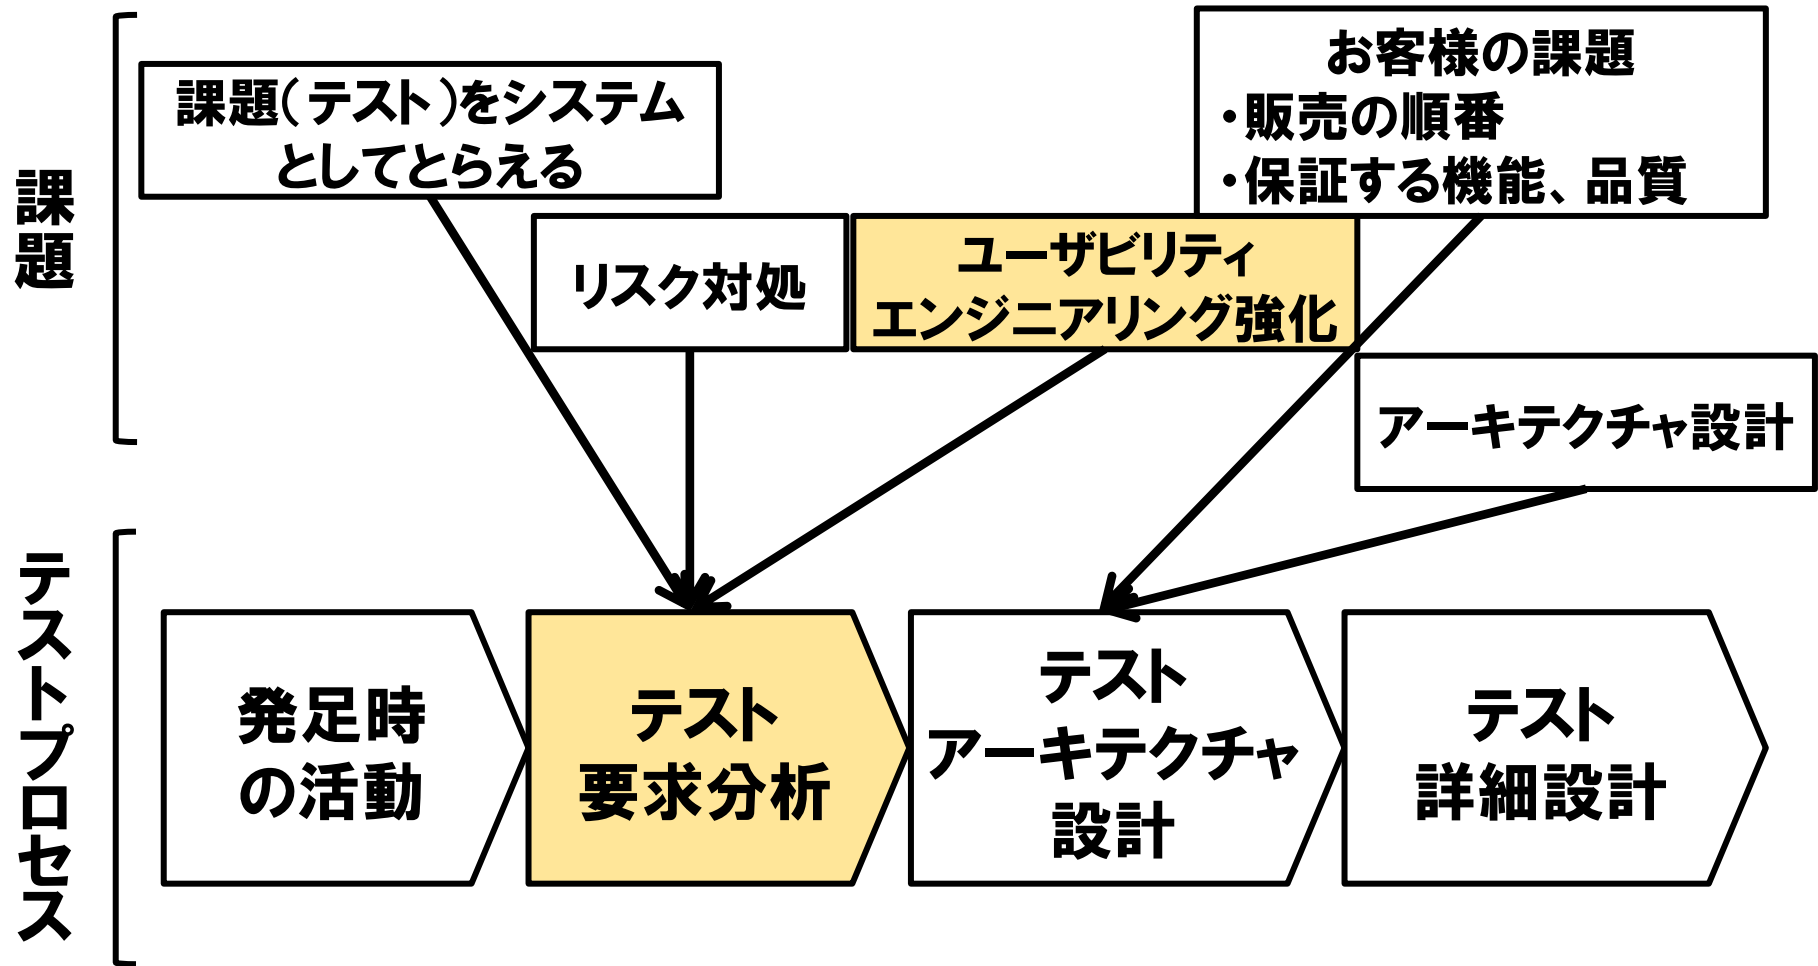 課題
課題（テスト）をシステム
としてとらえる
リスク対処
ユーザビリティ
エンジニアリング強化
お客様の課題
・販売の順番
・保証する機能、品質
アーキテクチャ設計
テストプロセス
発足時
の活動
テスト
要求分析
テスト
アーキテクチャ
設計
テスト
詳細設計